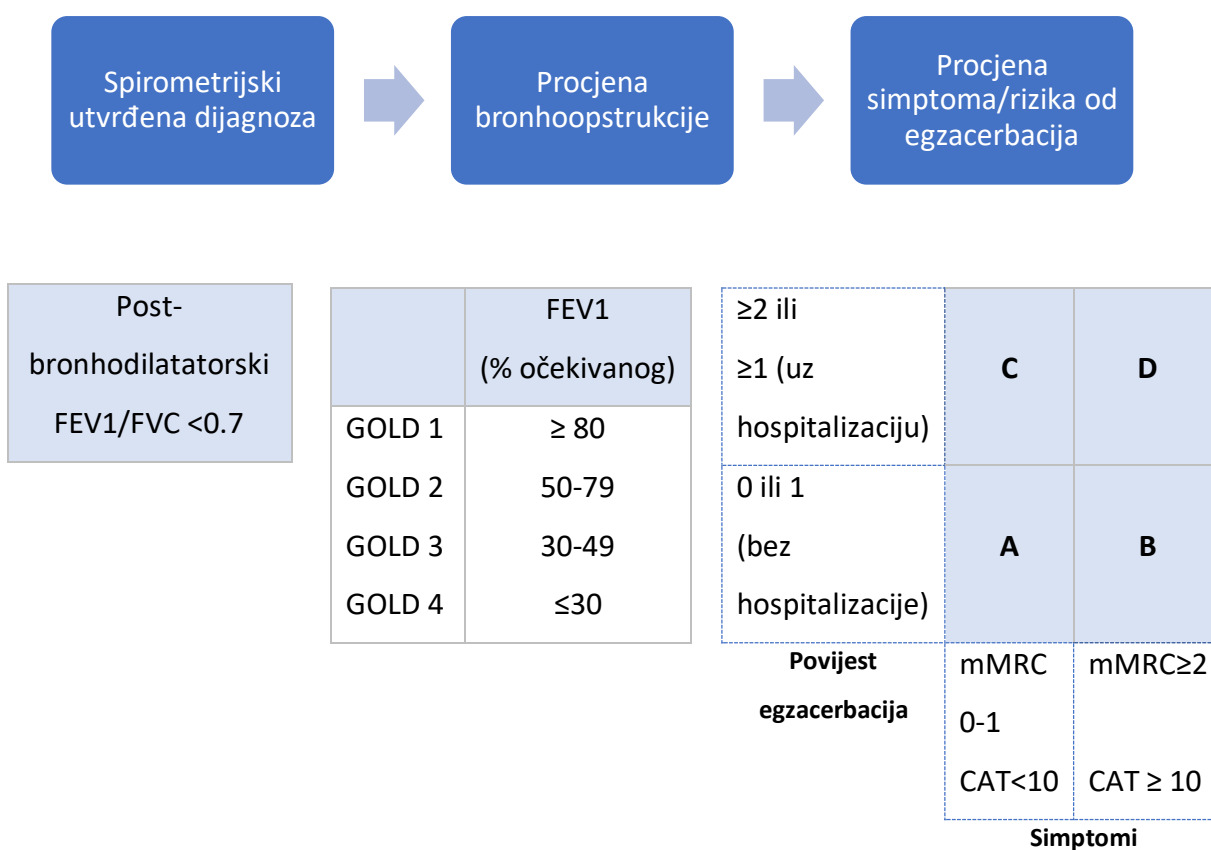 Spirometrijski
utvrđena dijagnoza
Procjena
bronhoopstrukcije
Procjena
simptoma/rizika od
egzacerbacija
Post-
bronhodilatatorski
FEV1/FVC <0.7
FEV1
(% očekivanog)
GOLD 1 ≥ 80
GOLD 2 50-79
GOLD 3 30-49
GOLD 4 ≤30
≥2 ili
≥1 (uz
hospitalizaciju)
C D
0 ili 1
(bez
hospitalizacije)
A B
Povijest
egzacerbacija
mMRC
0-1
CAT<10
mMRC≥2
CAT ≥ 10
Simptomi